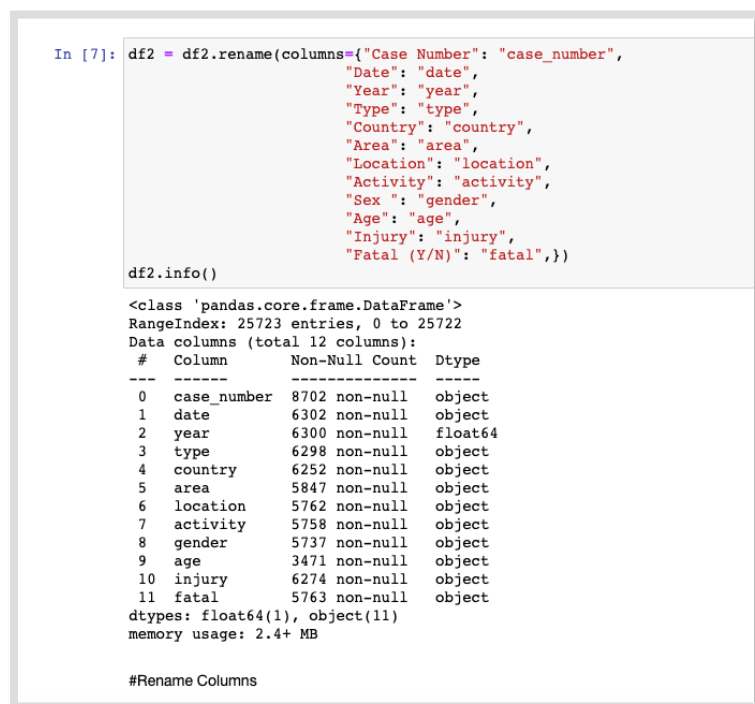 In [7]: df2 = df2.rename(columns={"Case Number": "case_number",
"Date": "date",
"Year": "year",
"Type": "type",
"Country": "country",
"Area": "area",
"Location": "location",
"Activity": "activity",
"Sex ": "gender",
"Age": "age",
"Injury": "injury",
"Fatal (Y/N)": "fatal",})
df2.info()
<class 'pandas.core.frame.DataFrame'>
RangeIndex: 25723 entries, 0 to 25722
Data columns (total 12 columns):
#   Column       Non-Null Count  Dtype
---  ------       --------------  -----
0   case_number  8702 non-null   object
1   date         6302 non-null   object
2   year         6300 non-null   float64
3   type         6298 non-null   object
4   country      6252 non-null   object
5   area         5847 non-null   object
6   location     5762 non-null   object
7   activity     5758 non-null   object
8   gender       5737 non-null   object
9   age          3471 non-null   object
10  injury       6274 non-null   object
11  fatal        5763 non-null   object
dtypes: float64(1), object(11)
memory usage: 2.4+ MB
#Rename Columns